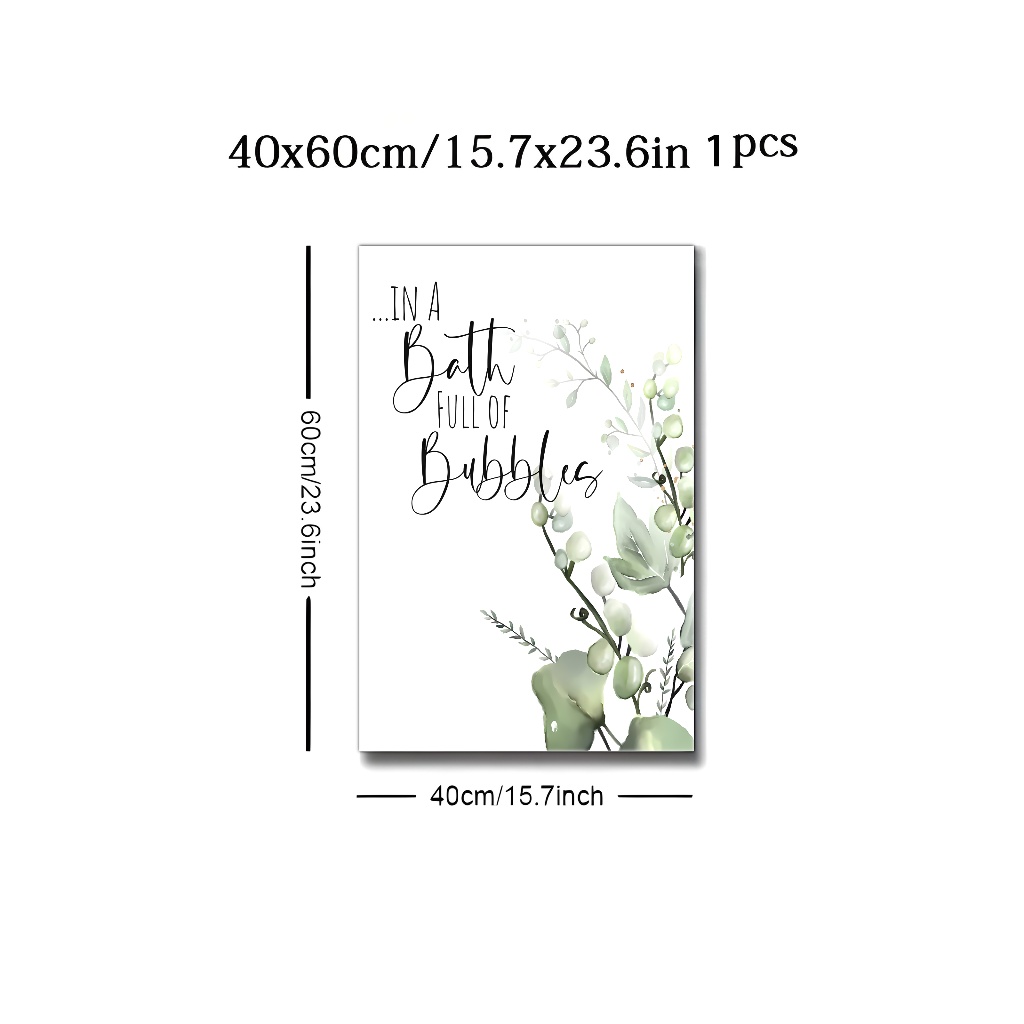 40x60cm/15.7x23.6in 1pcs
...IN A
Bath
FULL OF
Bubbles
60cm/23.6inch
40cm/15.7inch